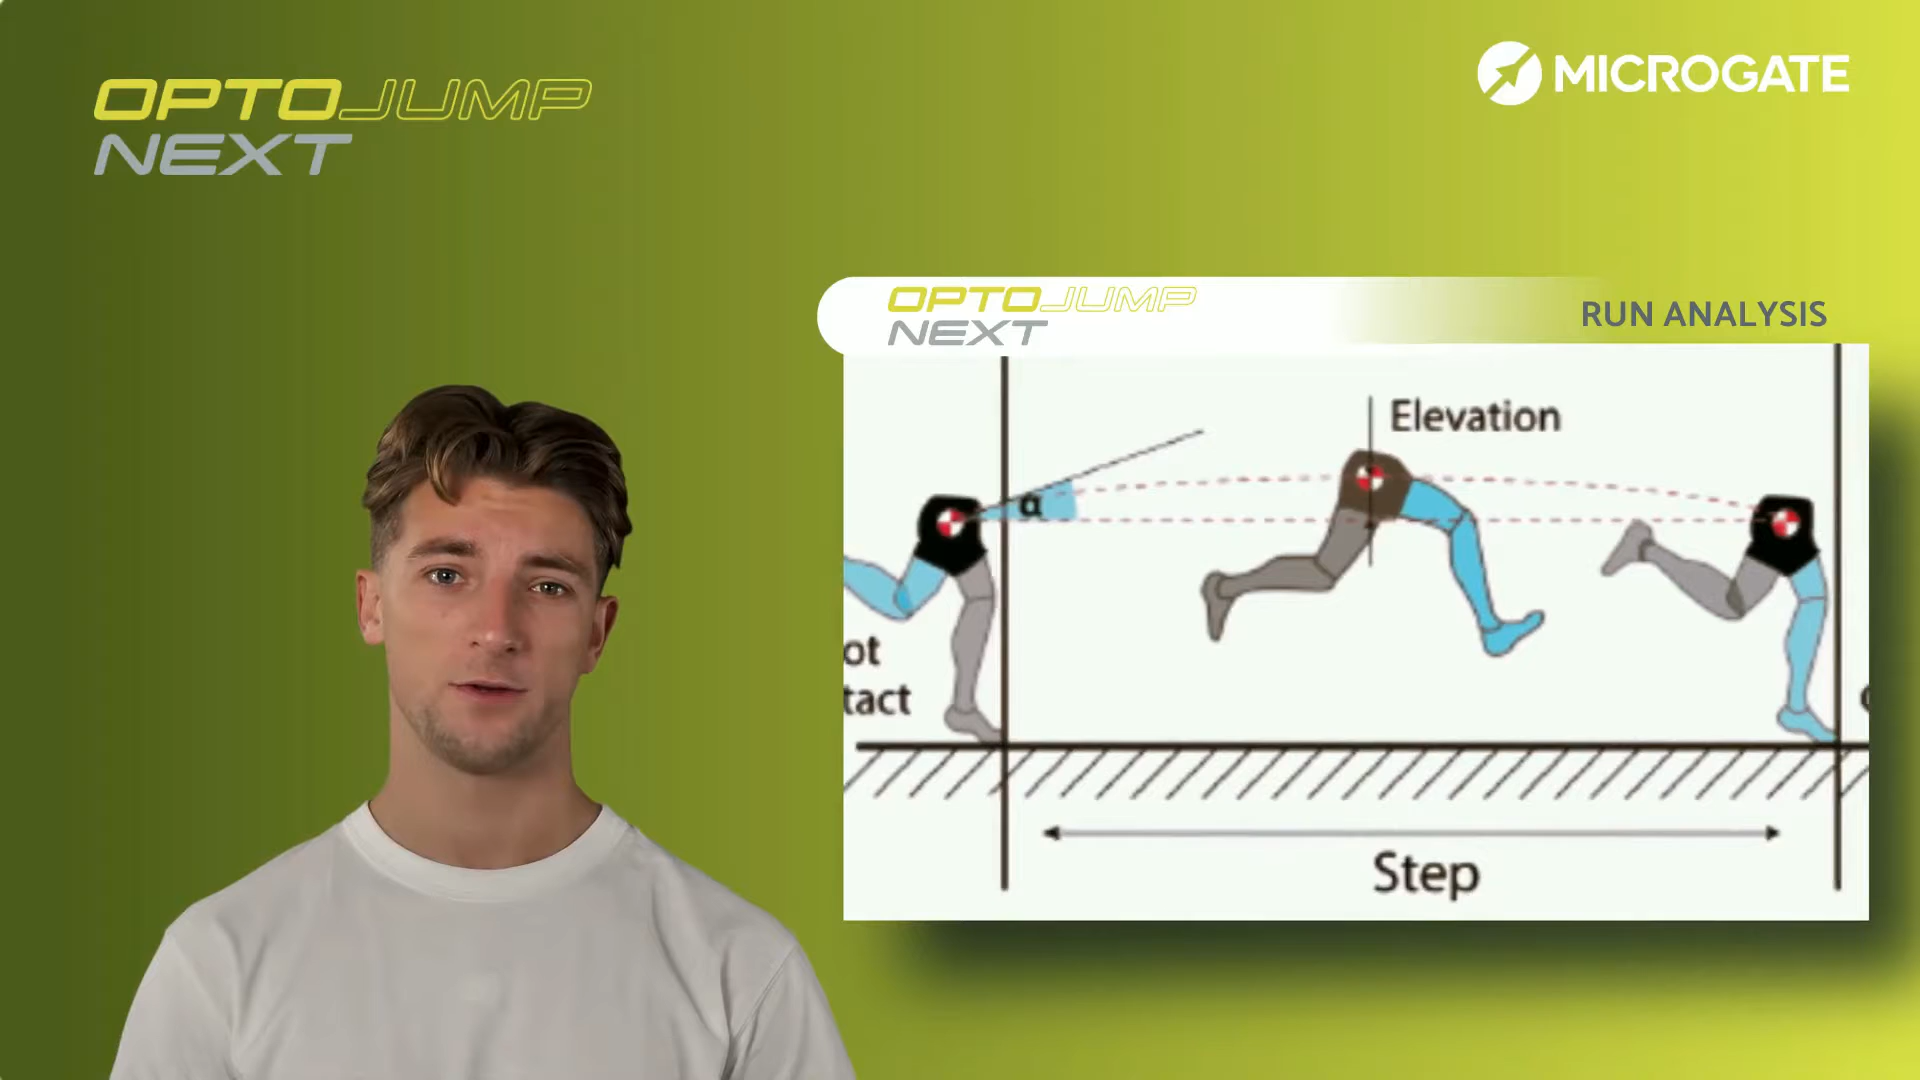 OPTOJUMP
NEXT
MICROGATE
OPTOJUMP
NEXT
RUN ANALYSIS
Elevation
α
ot
tact
Step